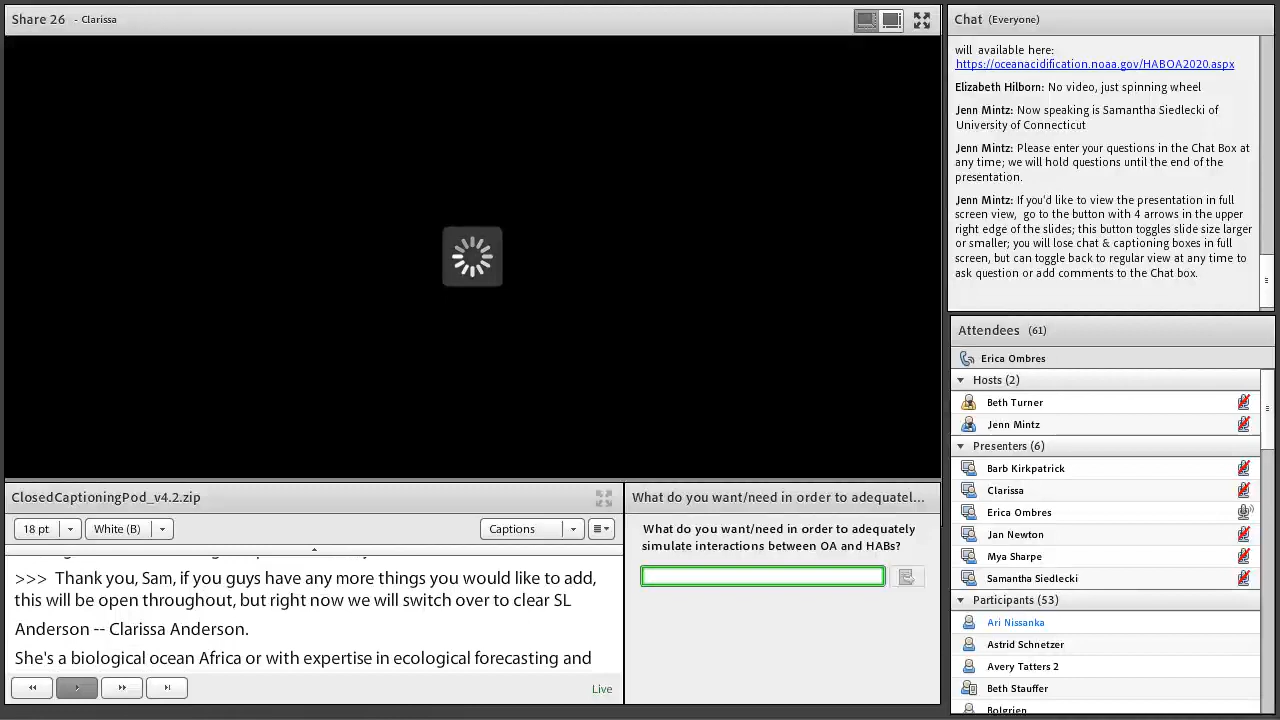 Share 26 - Clarissa
Chat (Everyone)
will available here:
https://oceanacidification.noaa.gov/HABOA2020.aspx
Elizabeth Hilborn: No video, just spinning wheel
Jenn Mintz: Now speaking is Samantha Siedlecki of
University of Connecticut
Jenn Mintz: Please enter your questions in the Chat Box at
any time; we will hold questions until the end of the
presentation.
Jenn Mintz: If you'd like to view the presentation in full
screen view, go to the button with 4 arrows in the upper
right edge of the slides; this button toggles slide size larger
or smaller; you will lose chat & captioning boxes in full
screen, but can toggle back to regular view at any time to
ask question or add comments to the Chat box.
Attendees (61)
Erica Ombres
Hosts (2)
Beth Turner
Jenn Mintz
Presenters (6)
Barb Kirkpatrick
Clarissa
Erica Ombres
Jan Newton
Mya Sharpe
Samantha Siedlecki
Participants (53)
Ari Nissanka
Astrid Schnetzer
Avery Tatters 2
Beth Stauffer
Bolgrien
ClosedCaptioningPod_v4.2.zip
18 pt White (B) Captions
>>> Thank you, Sam, if you guys have any more things you would like to add,
this will be open throughout, but right now we will switch over to clear SL
Anderson -- Clarissa Anderson.
She's a biological ocean Africa or with expertise in ecological forecasting and
Live
What do you want/need in order to adequatel...
What do you want/need in order to adequately
simulate interactions between OA and HABs?